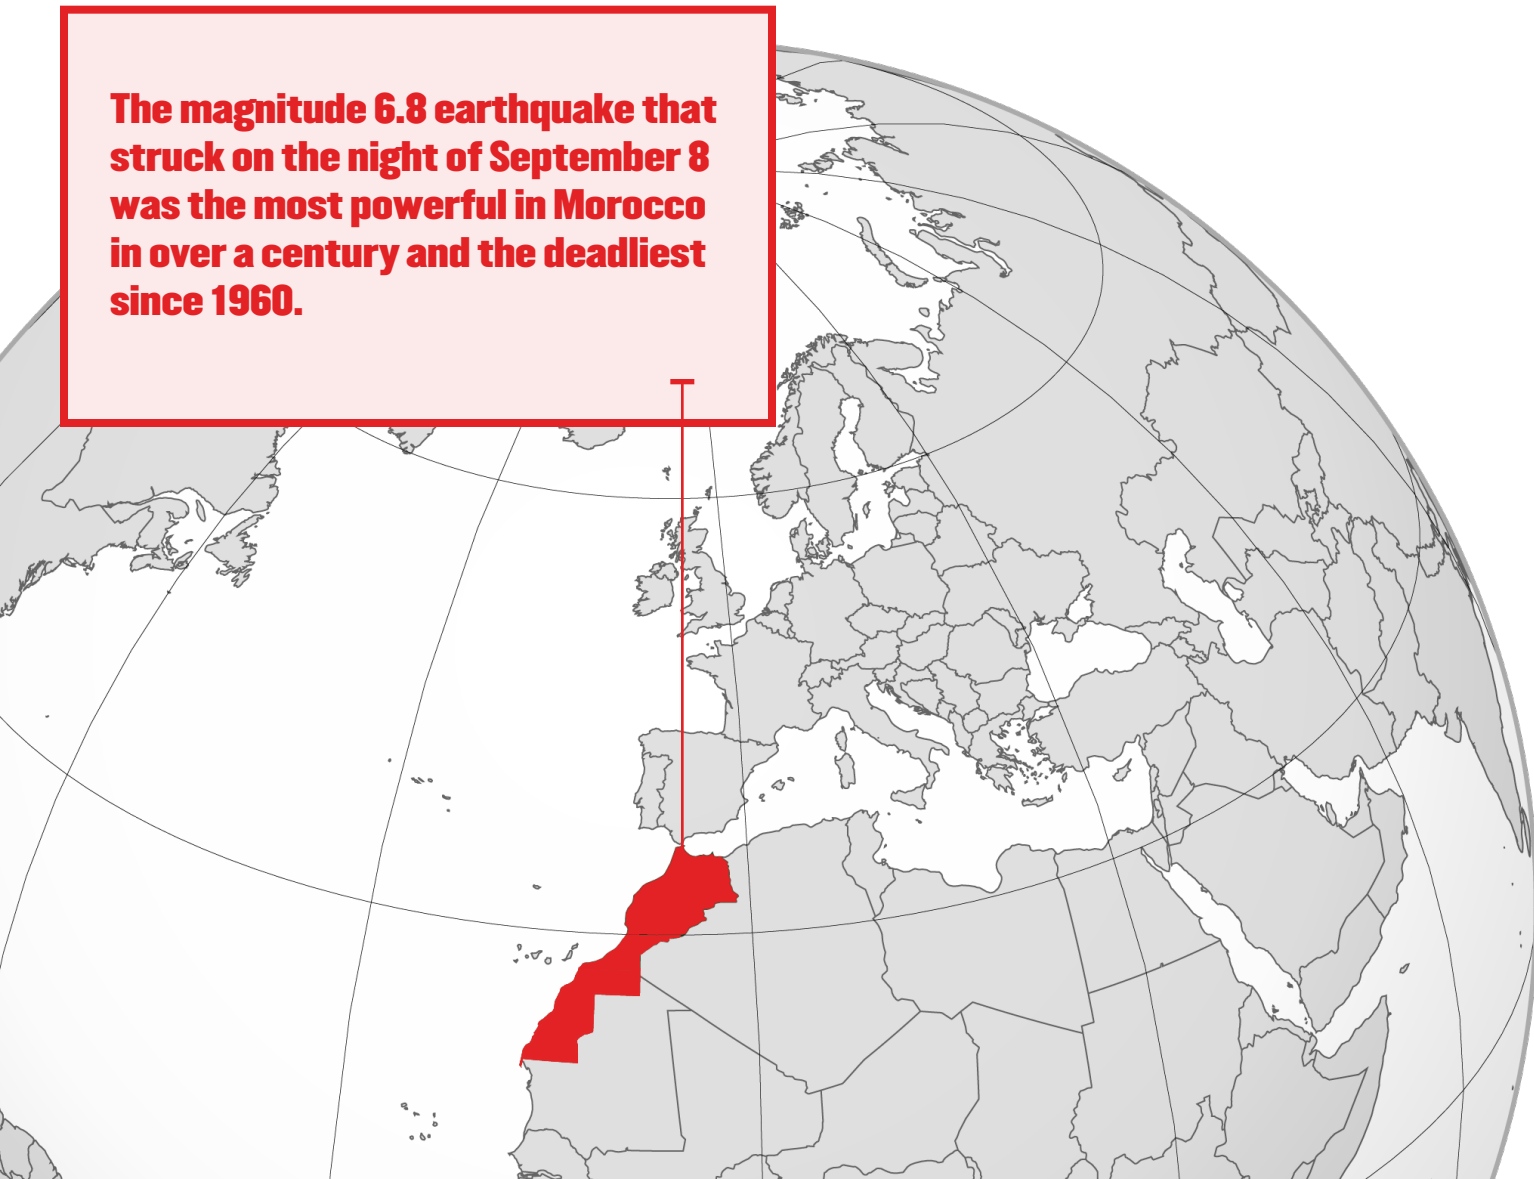 The magnitude 6.8 earthquake that
struck on the night of September 8
was the most powerful in Morocco
in over a century and the deadliest
since 1960.